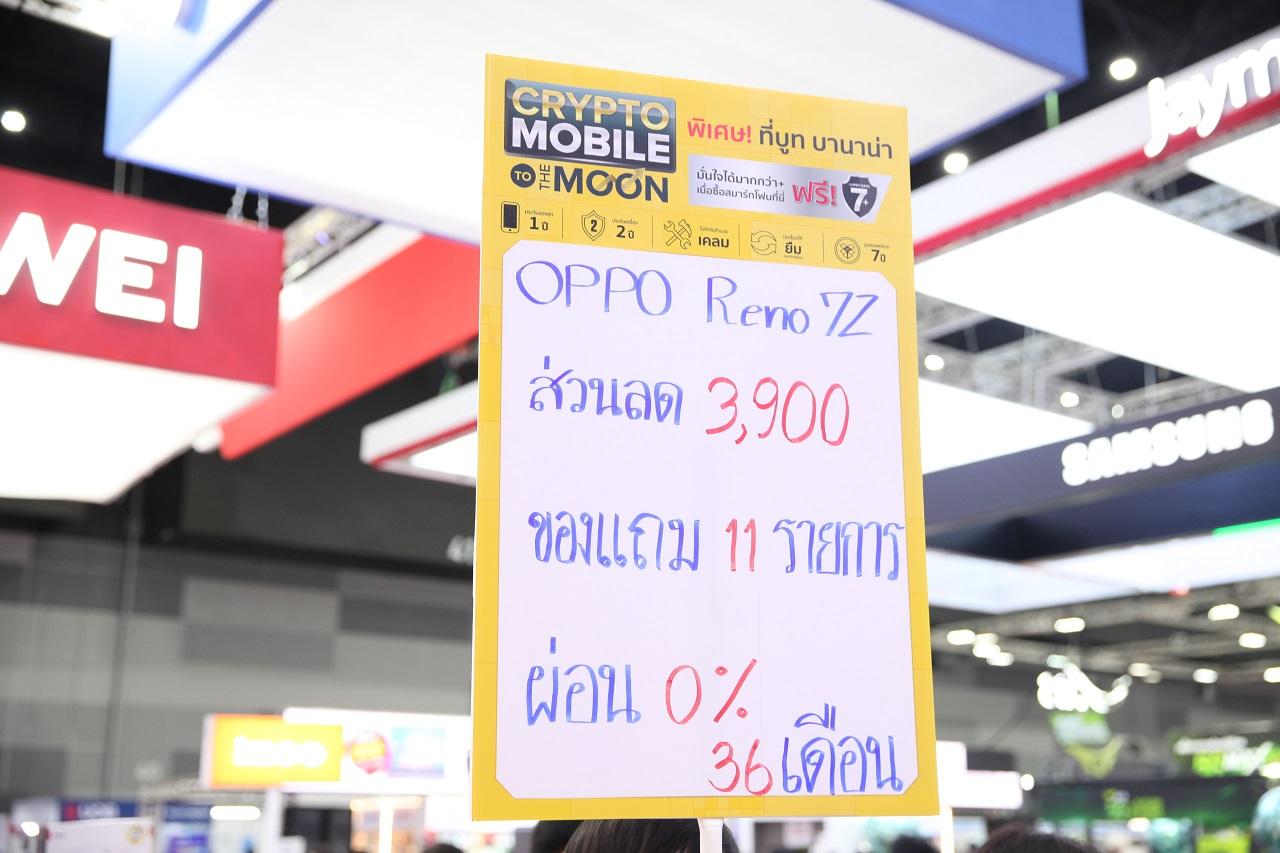 CRYPTO
MOBILE
TO THE MOON
พิเศษ! ที่บูท บานาน่า
มั่นใจได้มากกว่า+
เมื่อซื้อสมาร์ทโฟนที่นี่ ฟรี! 7+
1 ปี
2
2 ปี
เคลม
ยืม
7 ปี
OPPO Reno 7Z
ส่วนลด 3,900
ของแถม 11 รายการ
ผ่อน 0%
36 เดือน
WEI
Jaym
SAMSUNG